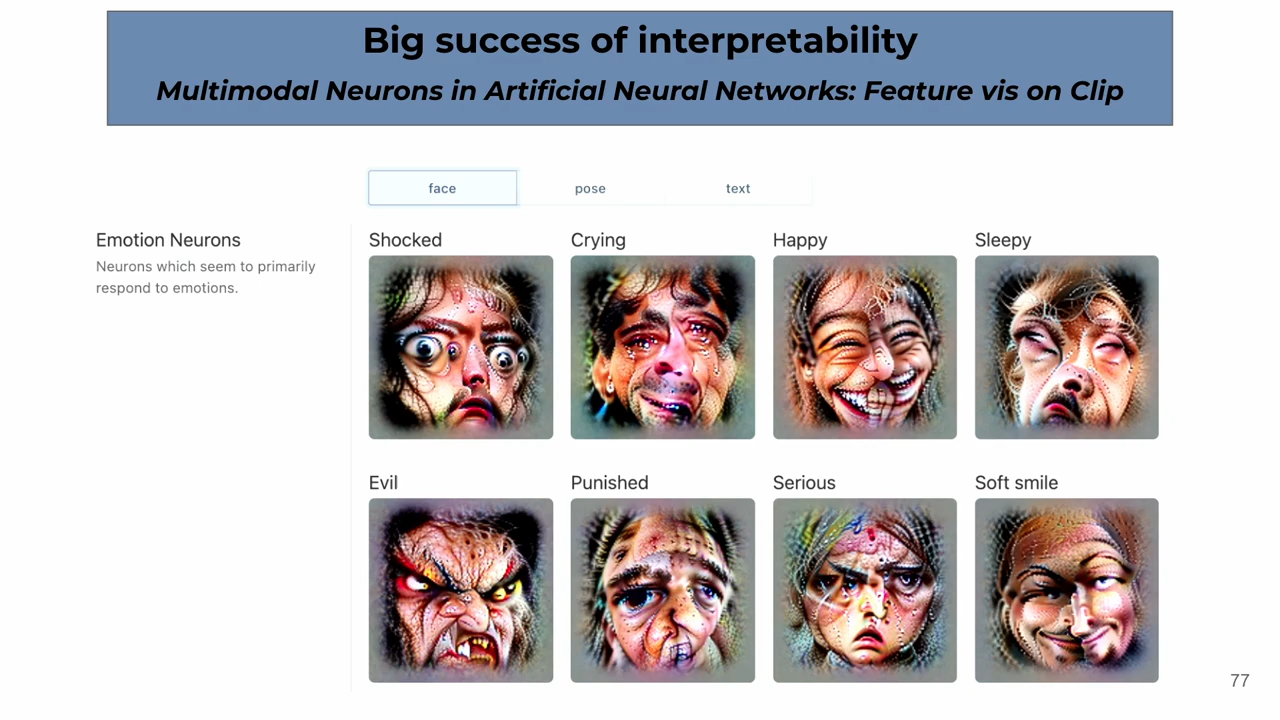 Big success of interpretability
Multimodal Neurons in Artificial Neural Networks: Feature vis on Clip
face pose text
Emotion Neurons
Neurons which seem to primarily
respond to emotions.
Shocked Crying Happy Sleepy
Evil Punished Serious Soft smile
77